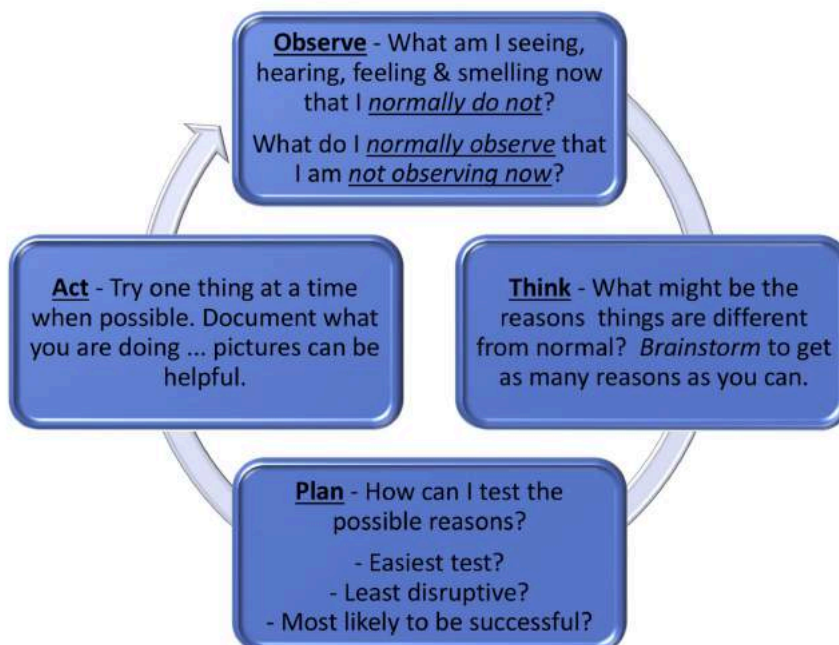 Observe - What am I seeing,
hearing, feeling & smelling now
that I normally do not?
What do I normally observe that
I am not observing now?
Think - What might be the
reasons things are different
from normal? Brainstorm to get
as many reasons as you can.
Plan - How can I test the
possible reasons?
- Easiest test?
- Least disruptive?
- Most likely to be successful?
Act - Try one thing at a time
when possible. Document what
you are doing ... pictures can be
helpful.